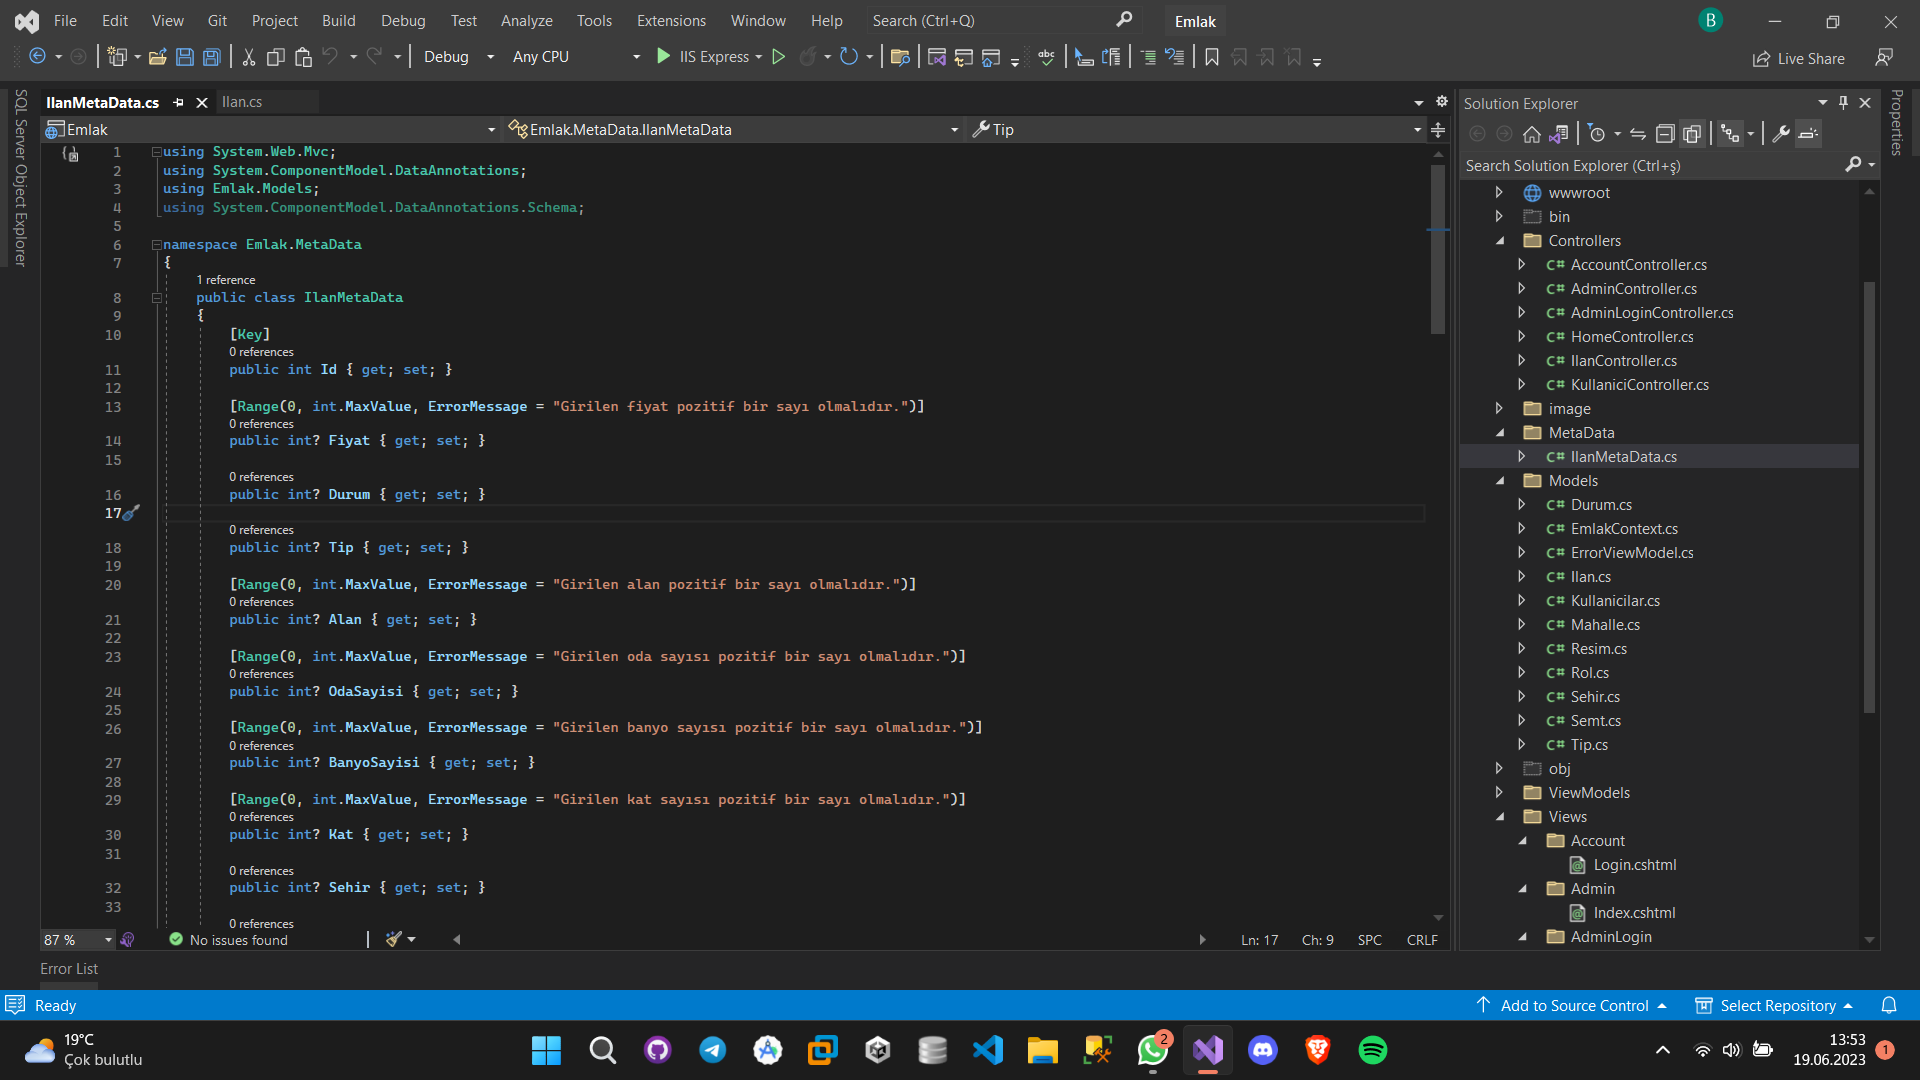 File Edit View Git Project Build Debug Test Analyze Tools Extensions Window Help Search (Ctrl+Q) Emlak B
Debug Any CPU IIS Express Live Share
SQL Server Object Explorer
IlanMetaData.cs Ilan.cs
Emlak Emlak.MetaData.IlanMetaData Tip
1 using System.Web.Mvc;
2 using System.ComponentModel.DataAnnotations;
3 using Emlak.Models;
4 using System.ComponentModel.DataAnnotations.Schema;
5
6 namespace Emlak.MetaData
7 {
1 reference
8 public class IlanMetaData
9 {
10 [Key]
0 references
11 public int Id { get; set; }
12
13 [Range(0, int.MaxValue, ErrorMessage = "Girilen fiyat pozitif bir sayı olmalıdır.")]
0 references
14 public int? Fiyat { get; set; }
15
0 references
16 public int? Durum { get; set; }
17
0 references
18 public int? Tip { get; set; }
19
20 [Range(0, int.MaxValue, ErrorMessage = "Girilen alan pozitif bir sayı olmalıdır.")]
0 references
21 public int? Alan { get; set; }
22
23 [Range(0, int.MaxValue, ErrorMessage = "Girilen oda sayısı pozitif bir sayı olmalıdır.")]
0 references
24 public int? OdaSayisi { get; set; }
25
26 [Range(0, int.MaxValue, ErrorMessage = "Girilen banyo sayısı pozitif bir sayı olmalıdır.")]
0 references
27 public int? BanyoSayisi { get; set; }
28
29 [Range(0, int.MaxValue, ErrorMessage = "Girilen kat sayısı pozitif bir sayı olmalıdır.")]
0 references
30 public int? Kat { get; set; }
31
0 references
32 public int? Sehir { get; set; }
33
0 references
87 % No issues found Ln: 17 Ch: 9 SPC CRLF
Error List
Solution Explorer
Search Solution Explorer (Ctrl+ş)
wwwroot
bin
Controllers
C# AccountController.cs
C# AdminController.cs
C# AdminLoginController.cs
C# HomeController.cs
C# IlanController.cs
C# KullaniciController.cs
image
MetaData
C# IlanMetaData.cs
Models
C# Durum.cs
C# EmlakContext.cs
C# ErrorViewModel.cs
C# Ilan.cs
C# Kullanicilar.cs
C# Mahalle.cs
C# Resim.cs
C# Rol.cs
C# Sehir.cs
C# Semt.cs
C# Tip.cs
obj
ViewModels
Views
Account
Login.cshtml
Admin
Index.cshtml
AdminLogin
Properties
Ready Add to Source Control Select Repository
19°C
Çok bulutlu
2
13:53
19.06.2023
1